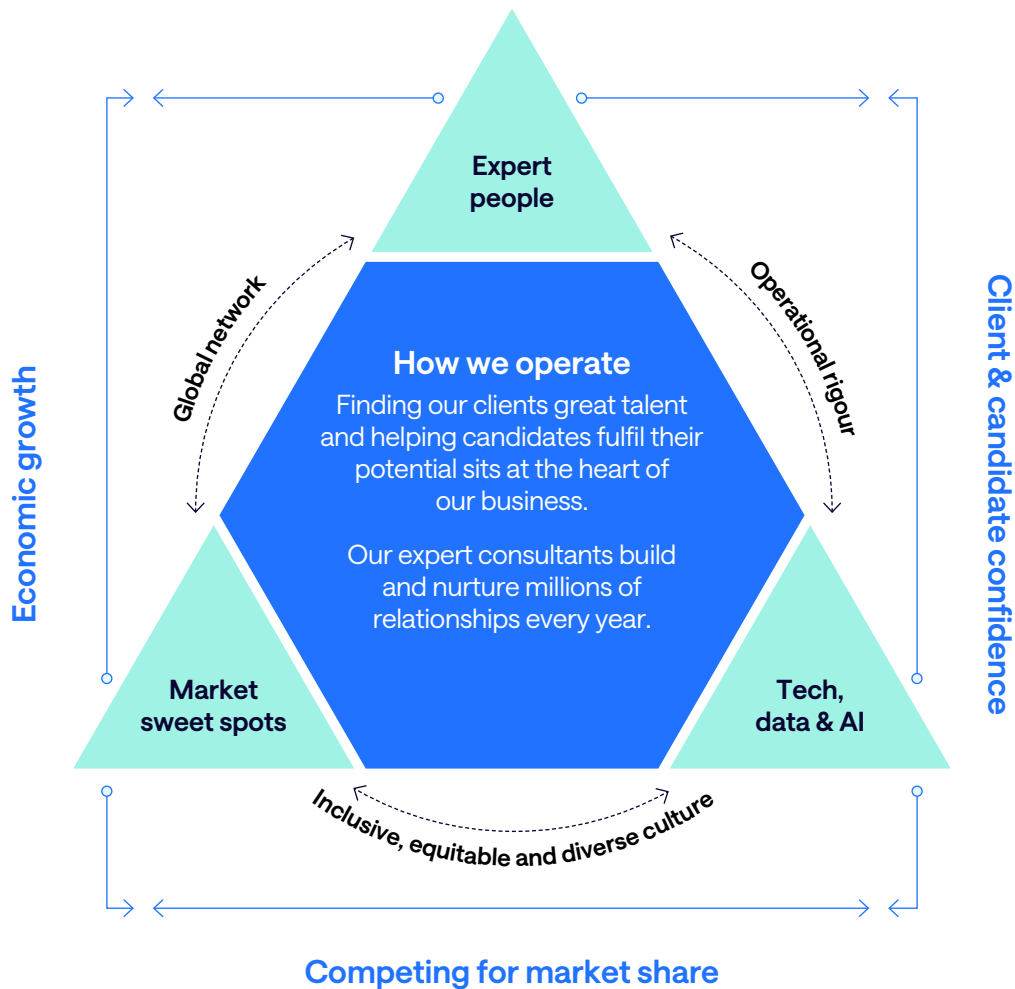 Expert
people
Global network
Operational rigour
Economic growth
Client & candidate confidence
How we operate
Finding our clients great talent
and helping candidates fulfil their
potential sits at the heart of
our business.
Our expert consultants build
and nurture millions of
relationships every year.
Market
sweet spots
Tech,
data & AI
Inclusive, equitable and diverse culture
Competing for market share